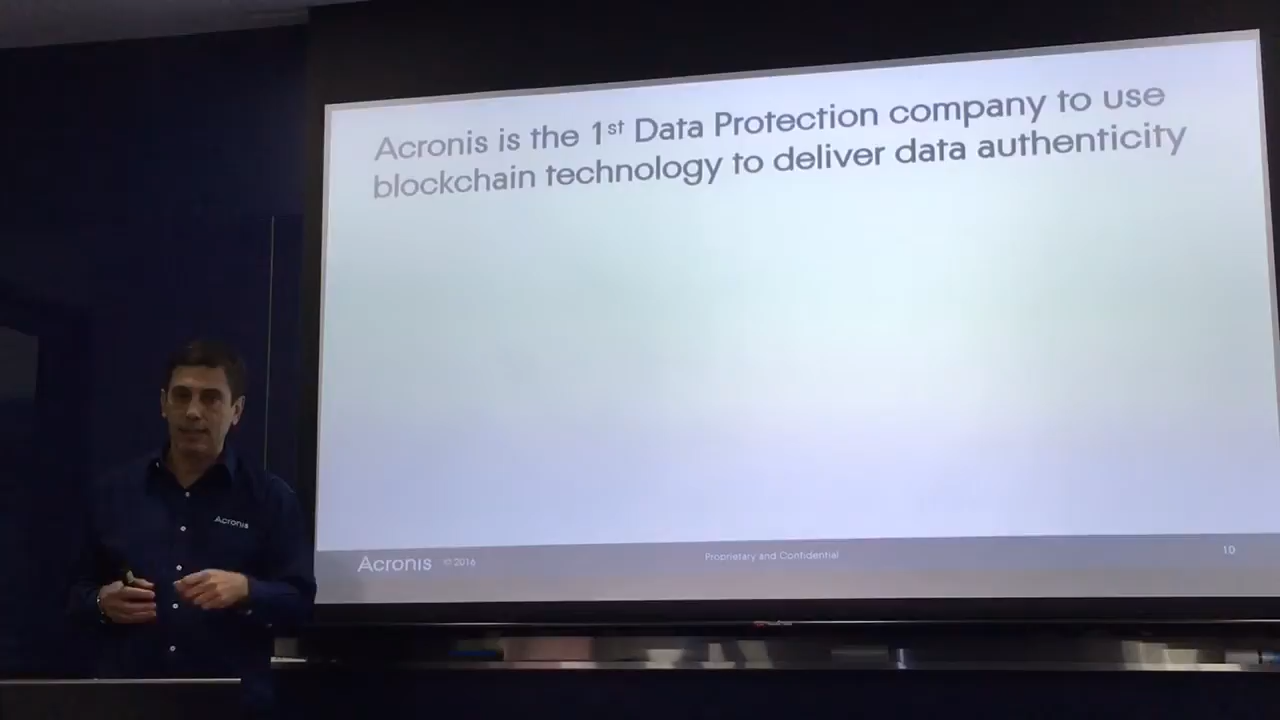 Acronis is the 1st Data Protection company to use
blockchain technology to deliver data authenticity
Acronis
Acronis © 2016
Proprietary and Confidential
10